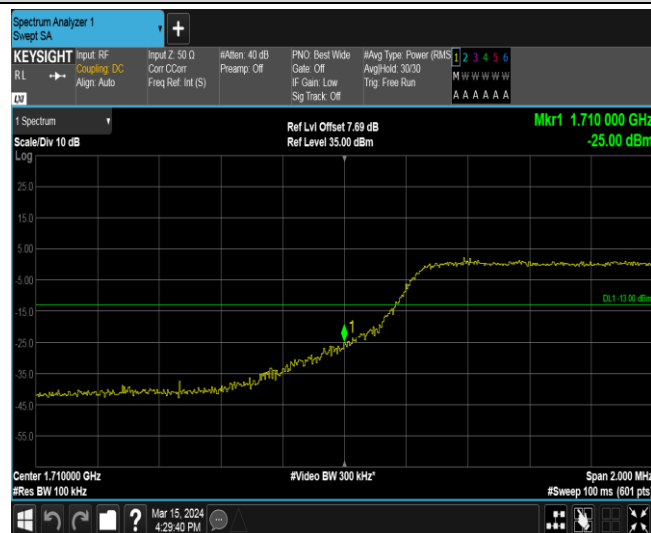 Spectrum Analyzer 1
Swept SA
+
KEYSIGHT
RL
Input: RF
Coupling: DC
Align: Auto
Input Z: 50 Ω
Corr CCorr
Freq Ref: Int (S)
#Atten: 40 dB
Preamp: Off
PNO: Best Wide
Gate: Off
IF Gain: Low
Sig Track: Off
#Avg Type: Power (RMS
Avg|Hold: 30/30
Trig: Free Run
1 2 3 4 5 6
M W W W W W
A A A A A A
1 Spectrum
Scale/Div 10 dB
Log
Ref Lvl Offset 7.69 dB
Ref Level 35.00 dBm
Mkr1 1.710 000 GHz
-25.00 dBm
25.0
15.0
5.00
-5.00
DL1 -13.00 dBm
-15.0
1
-25.0
-35.0
-45.0
-55.0
Center 1.710000 GHz
#Video BW 300 kHz*
Span 2.000 MHz
#Res BW 100 kHz
#Sweep 100 ms (601 pts)
?
Mar 15, 2024
4:29:40 PM